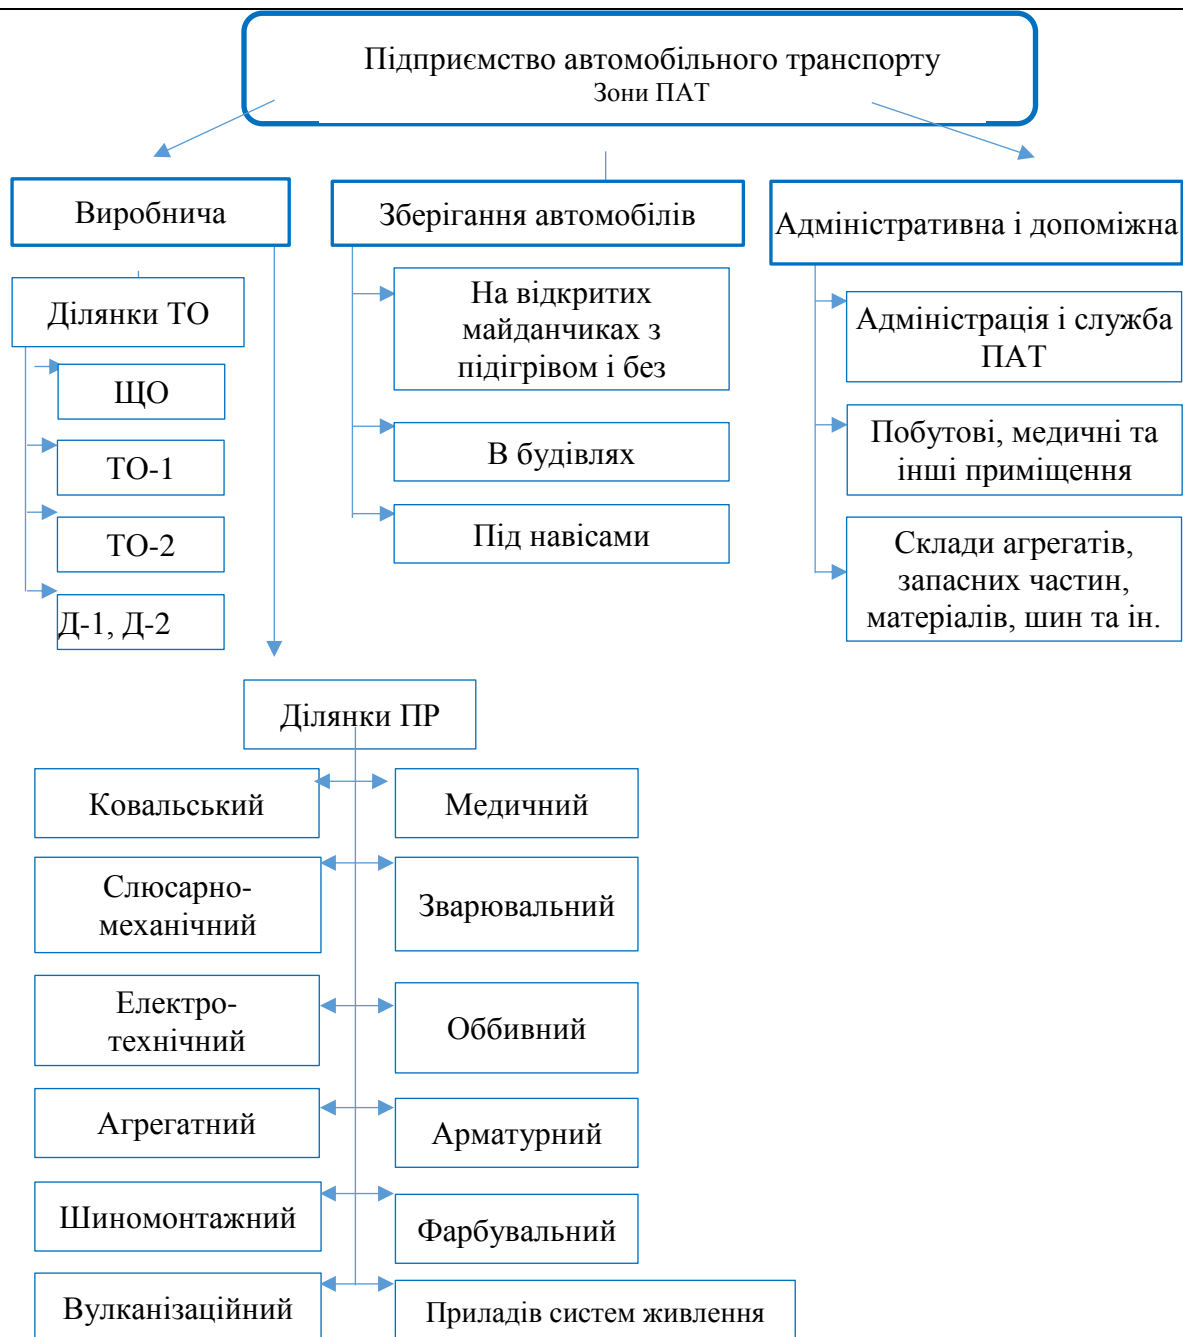 Підприємство автомобільного транспорту
Зони ПАТ
Виробнича
Зберігання автомобілів
Адміністративна і допоміжна
Ділянки ТО
ЩО
ТО-1
ТО-2
Д-1, Д-2
На відкритих
майданчиках з
підігрівом і без
В будівлях
Під навісами
Адміністрація і служба
ПАТ
Побутові, медичні та
інші приміщення
Склади агрегатів,
запасних частин,
матеріалів, шин та ін.
Ділянки ПР
Ковальський
Медичний
Слюсарно-
механічний
Зварювальний
Електро-
технічний
Оббивний
Агрегатний
Арматурний
Шиномонтажний
Фарбувальний
Вулканізаційний
Приладів систем живлення